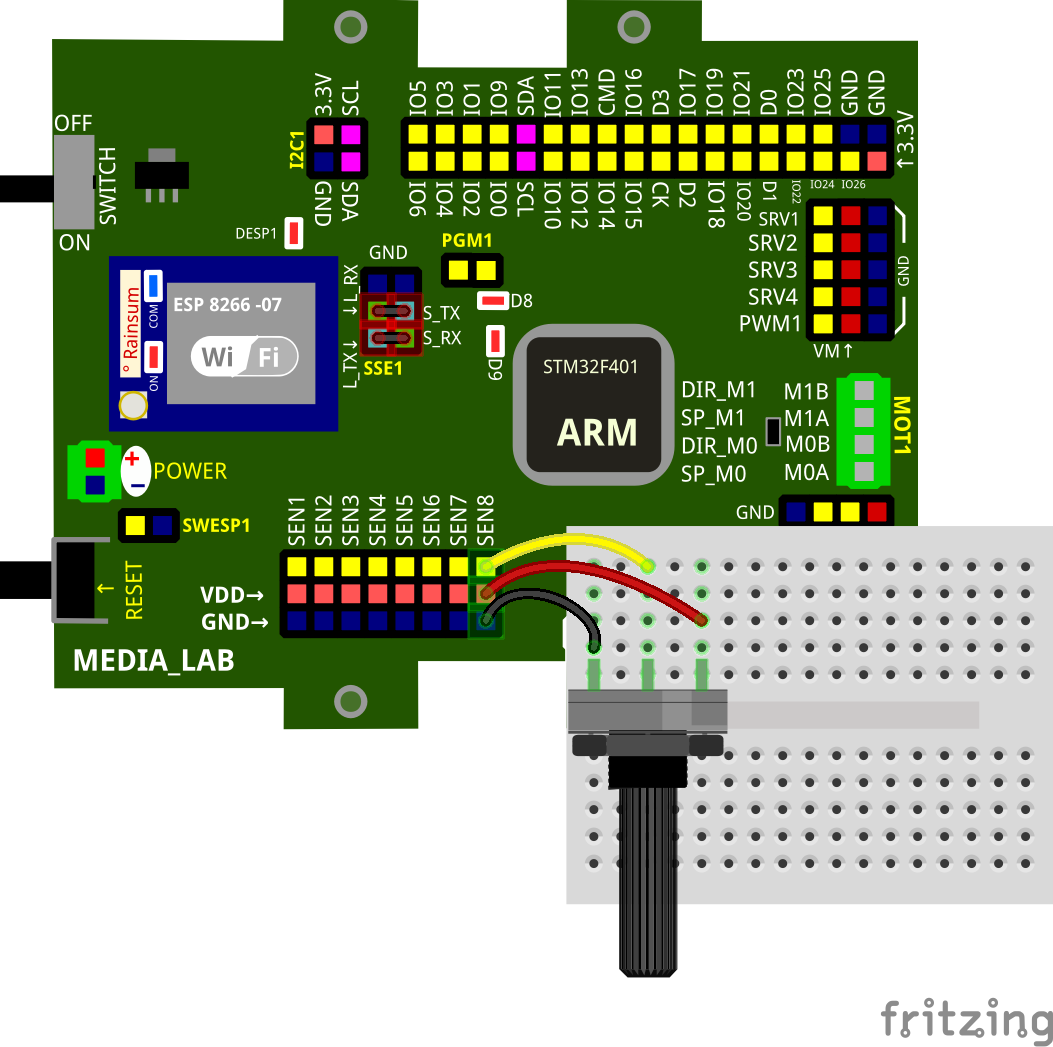 3.3V SCL
IO5 IO3 IO1 IO9 SDA IO11 IO13 CMD IO16 D3 IO17 IO19 IO21 D0 IO23 IO25 GND GND
OFF
SWITCH
ON
I2C1
↑3.3V
GND SDA
IO6 IO4 IO2 IO0 SCL IO10 IO12 IO14 IO15 CK D2 IO18 IO20 D1 IO22 IO24 IO26
DESP1
SRV1
SRV2
SRV3
SRV4
PWM1
GND
VM↑
GND
PGM1
→ L_RX
S_TX
S_RX
L_TX →
SSE1
D8
D9
° Rainsum
COM
ON
ESP 8266 -07
Wi Fi
STM32F401
ARM
DIR_M1
SP_M1
DIR_M0
SP_M0
M1B
M1A
M0B
M0A
MOT1
+
−
POWER
SWESP1
GND
SEN1 SEN2 SEN3 SEN4 SEN5 SEN6 SEN7 SEN8
RESET ↑
VDD→
GND→
MEDIA_LAB
fritzing